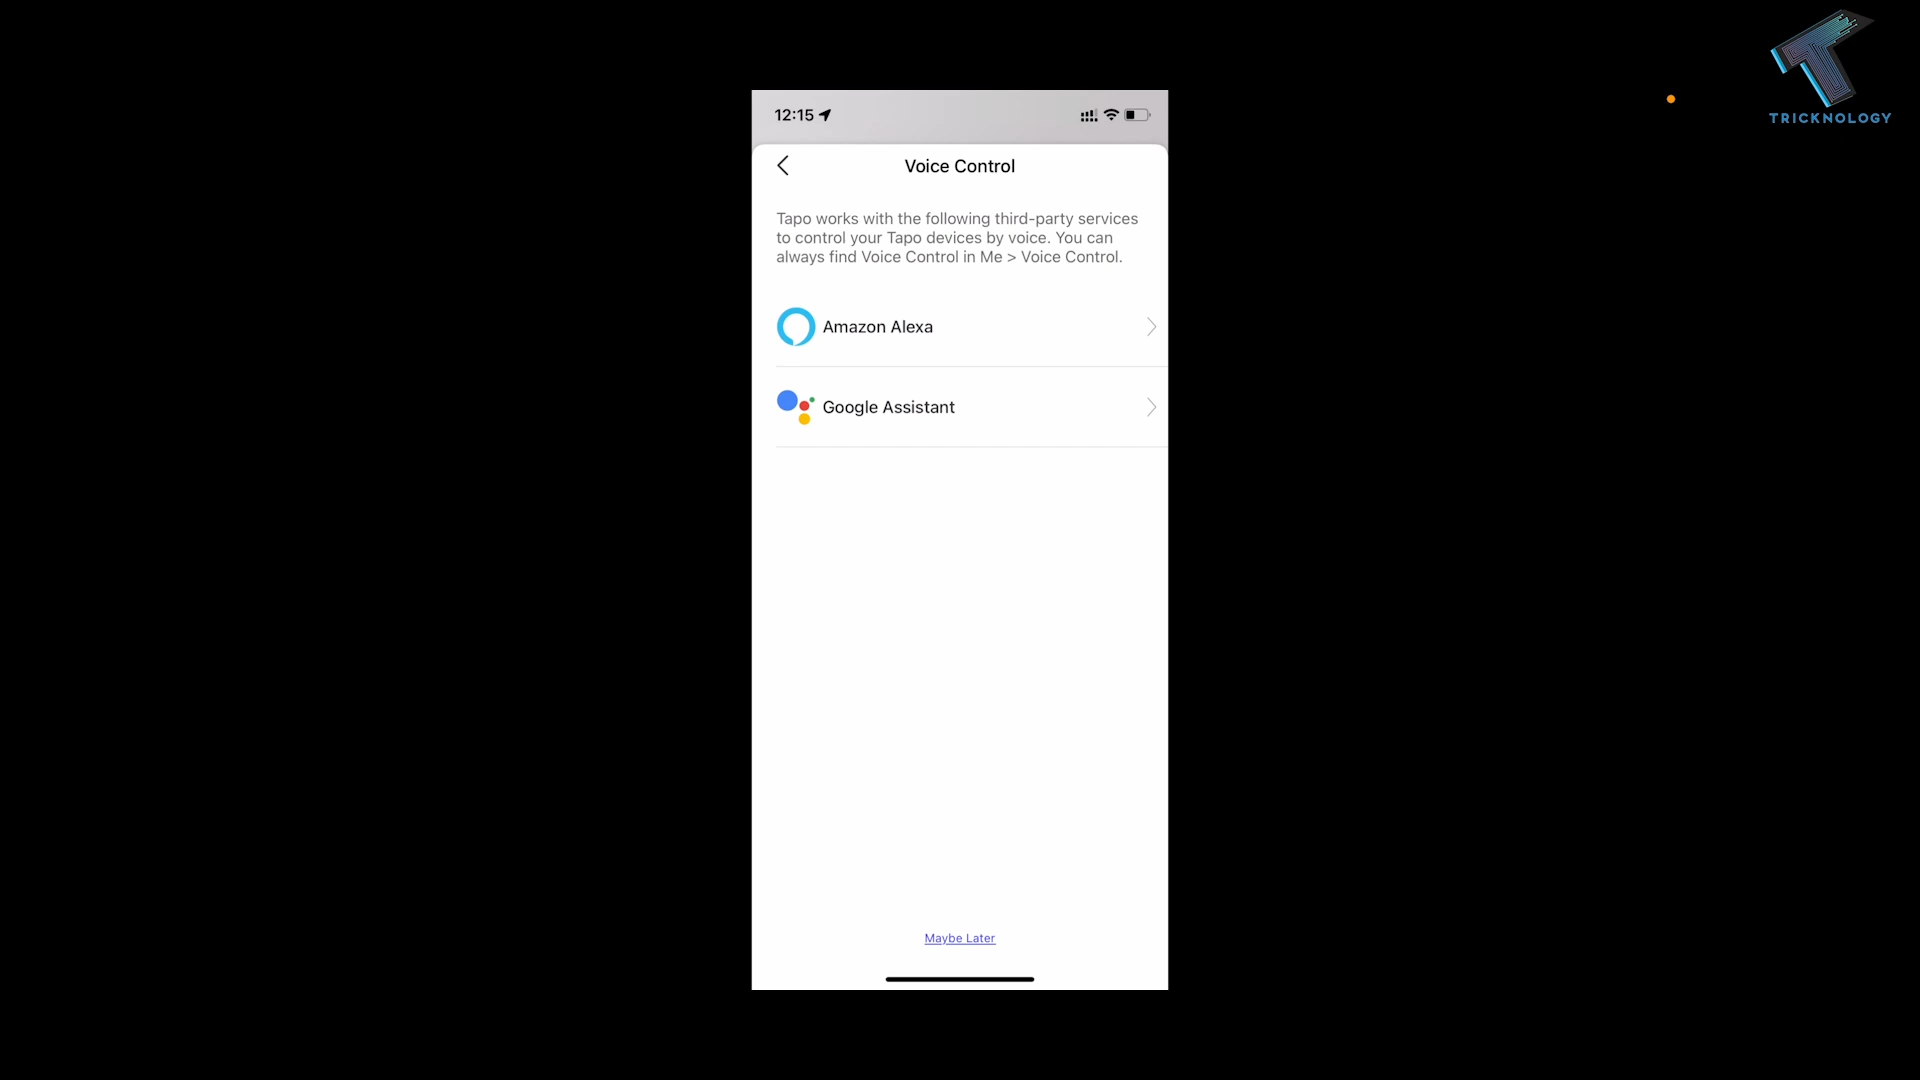 TRICKNOLOGY
12:15
Voice Control
Tapo works with the following third-party services
to control your Tapo devices by voice. You can
always find Voice Control in Me > Voice Control.
Amazon Alexa
Google Assistant
Maybe Later